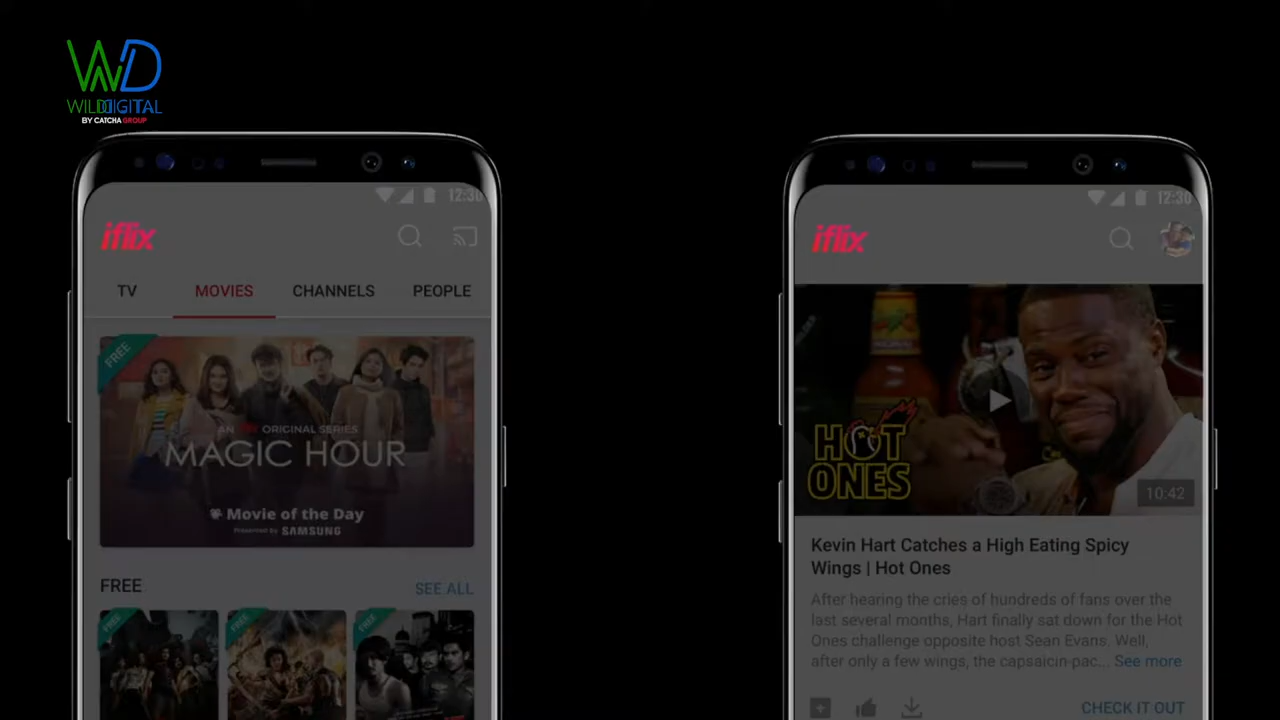 WD
WILDDIGITAL
BY CATCHA GROUP
12:30
iflix
TV MOVIES CHANNELS PEOPLE
FREE
AN iflix ORIGINAL SERIES
MAGIC HOUR
Movie of the Day
Presented by SAMSUNG
FREE SEE ALL
FREE FREE FREE
12:30
iflix
HOT
ONES
10:42
Kevin Hart Catches a High Eating Spicy
Wings | Hot Ones
After hearing the cries of hundreds of fans over the
last several months, Hart finally sat down for the Hot
Ones challenge opposite host Sean Evans. Well,
after only a few wings, the capsaicin-pac... See more
CHECK IT OUT